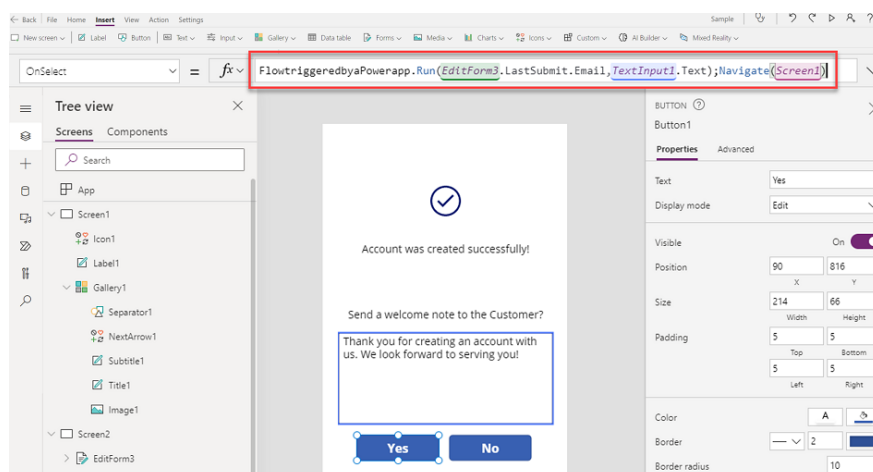 ← Back File Home Insert View Action Settings Sample
New screen Label Button Text Input Gallery Data table Forms Media Charts Icons Custom AI Builder Mixed Reality
OnSelect = fx FlowtriggeredbyaPowerapp.Run(EditForm3.LastSubmit.Email,TextInput1.Text);Navigate(Screen1)
Tree view
Screens Components
Search
App
Screen1
Icon1
Label1
Gallery1
Separator1
NextArrow1
Subtitle1
Title1
Image1
Screen2
EditForm3
Account was created successfully!
Send a welcome note to the Customer?
Thank you for creating an account with
us. We look forward to serving you!
Yes No
BUTTON
Button1
Properties Advanced
Text Yes
Display mode Edit
Visible On
Position 90 816
X Y
Size 214 66
Width Height
Padding 5 5
Top Bottom
5 5
Left Right
Color A
Border 2
Border radius 10